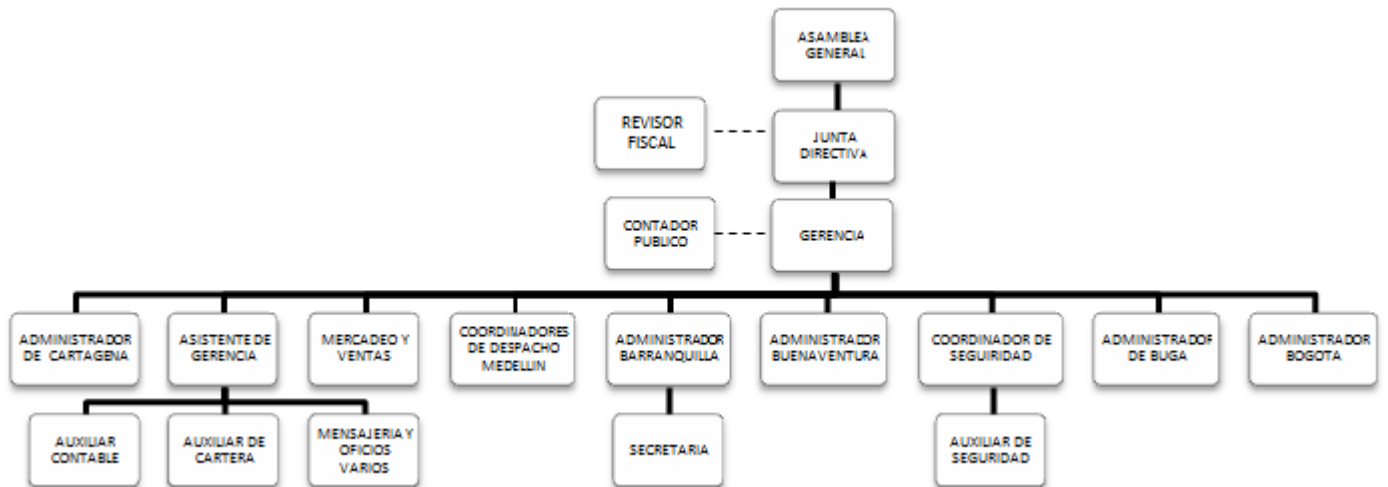 ASAMBLEA
GENERAL
REVISOR
FISCAL
JUNTA
DIRECTIVA
CONTADOR
PUBLICO
GERENCIA
ADMINISTRADOR
DE CARTAGENA
ASISTENTE DE
GERENCIA
MERCADEO Y
VENTAS
COORDINADORES
DE DESPACHO
MEDELLIN
ADMINISTRADOR
BARRANQUILLA
ADMINISTRADOR
BUENAVENTURA
COORDINADOR DE
SEGUIRIDAD
ADMINISTRADOR
DE BUGA
ADMINISTRADOR
BOGOTA
AUXILIAR
CONTABLE
AUXILIAR DE
CARTERA
MENSAJERIA Y
OFICIOS
VARIOS
SECRETARIA
AUXILIAR DE
SEGURIDAD